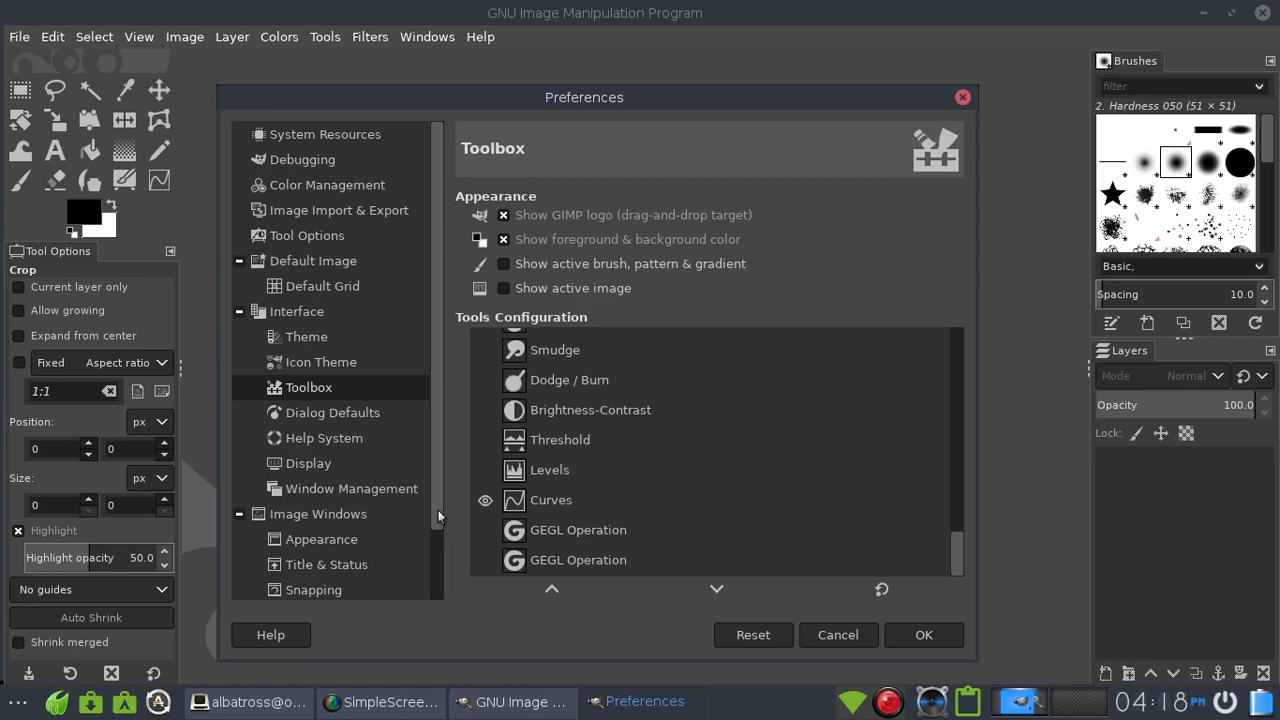 GNU Image Manipulation Program
File Edit Select View Image Layer Colors Tools Filters Windows Help
Tool Options
Crop
Current layer only
Allow growing
Expand from center
Fixed Aspect ratio
1:1
Position: px
0 0
Size: px
0 0
Highlight
Highlight opacity 50.0
No guides
Auto Shrink
Shrink merged
Preferences
System Resources
Debugging
Color Management
Image Import & Export
Tool Options
Default Image
Default Grid
Interface
Theme
Icon Theme
Toolbox
Dialog Defaults
Help System
Display
Window Management
Image Windows
Appearance
Title & Status
Snapping
Toolbox
Appearance
Show GIMP logo (drag-and-drop target)
Show foreground & background color
Show active brush, pattern & gradient
Show active image
Tools Configuration
Smudge
Dodge / Burn
Brightness-Contrast
Threshold
Levels
Curves
GEGL Operation
GEGL Operation
Help Reset Cancel OK
Brushes
filter
2. Hardness 050 (51 × 51)
Basic,
Spacing 10.0
Layers
Mode Normal
Opacity 100.0
Lock:
albatross@o... SimpleScree... GNU Image ... Preferences 04:18 PM